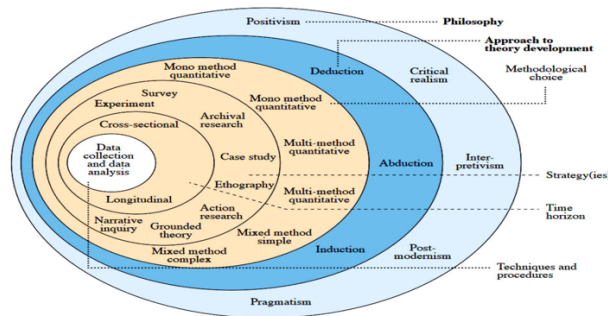 Positivism
Philosophy
Approach to
theory development
Mono method
quantitative
Deduction
Critical
realism
Methodological
choice
Survey
Experiment
Mono method
quantitative
Cross-sectional
Archival
research
Data
collection
and data
analysis
Case study
Multi-method
quantitative
Abduction
Inter-
pretivism
Strategy(ies
Ethography
Longitudinal
Multi-method
quantitative
Action
research
Time
horizon
Narrative
inquiry
Grounded
theory
Mixed method
simple
Mixed method
complex
Induction
Post-
modernism
Techniques and
procedures
Pragmatism